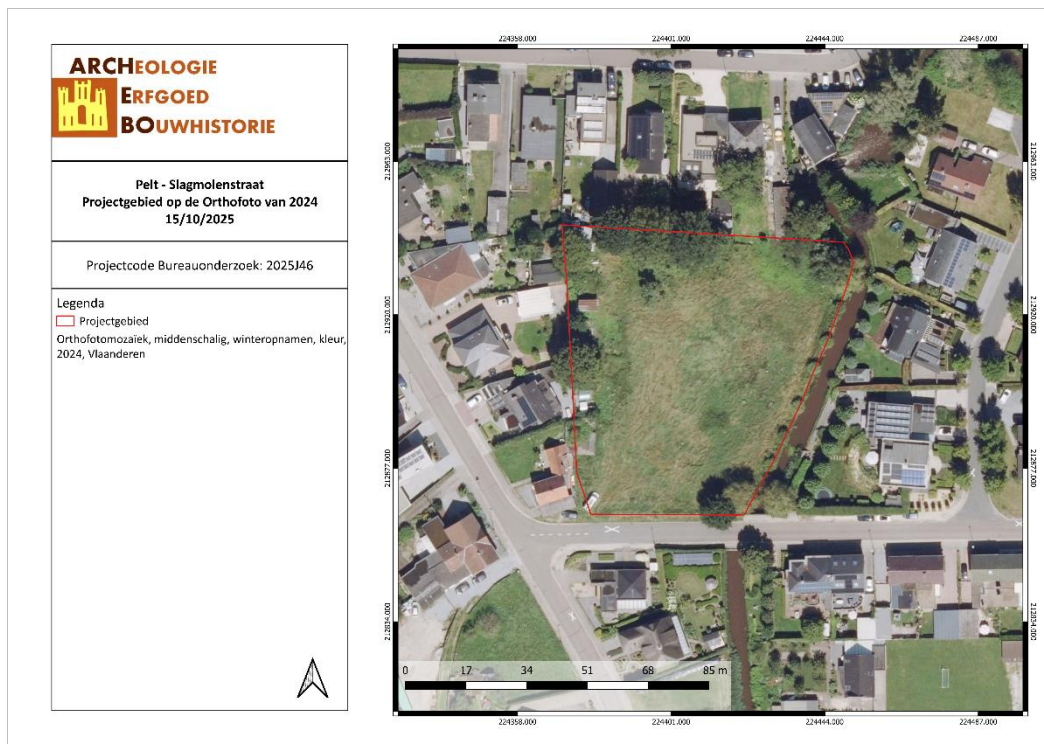 ARCHEOLOGIE
ERFGOED
BOUWHISTORIE
Pelt - Slagmolenstraat
Projectgebied op de Orthofoto van 2024
15/10/2025
Projectcode Bureauonderzoek: 2025J46
Legenda
Projectgebied
Orthofotomozaïek, middenschalig, winteropnamen, kleur,
2024, Vlaanderen
224358.000 224401.000 224444.000 224487.000
212963.000 212963.000
212920.000 212920.000
212877.000 212877.000
212834.000 212834.000
0 17 34 51 68 85 m
224358.000 224401.000 224444.000 224487.000